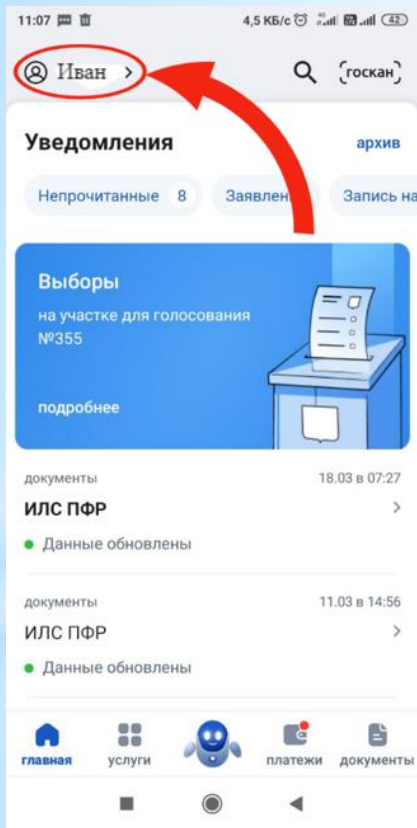 11:07 4,5 КБ/с 42
Иван >
госкан
Уведомления архив
Непрочитанные 8 Запись на
Выборы
на участке для голосования
№355
подробнее
документы 18.03 в 07:27
ИЛС ПФР
Данные обновлены
документы 11.03 в 14:56
ИЛС ПФР
Данные обновлены
главная услуги платежи документы